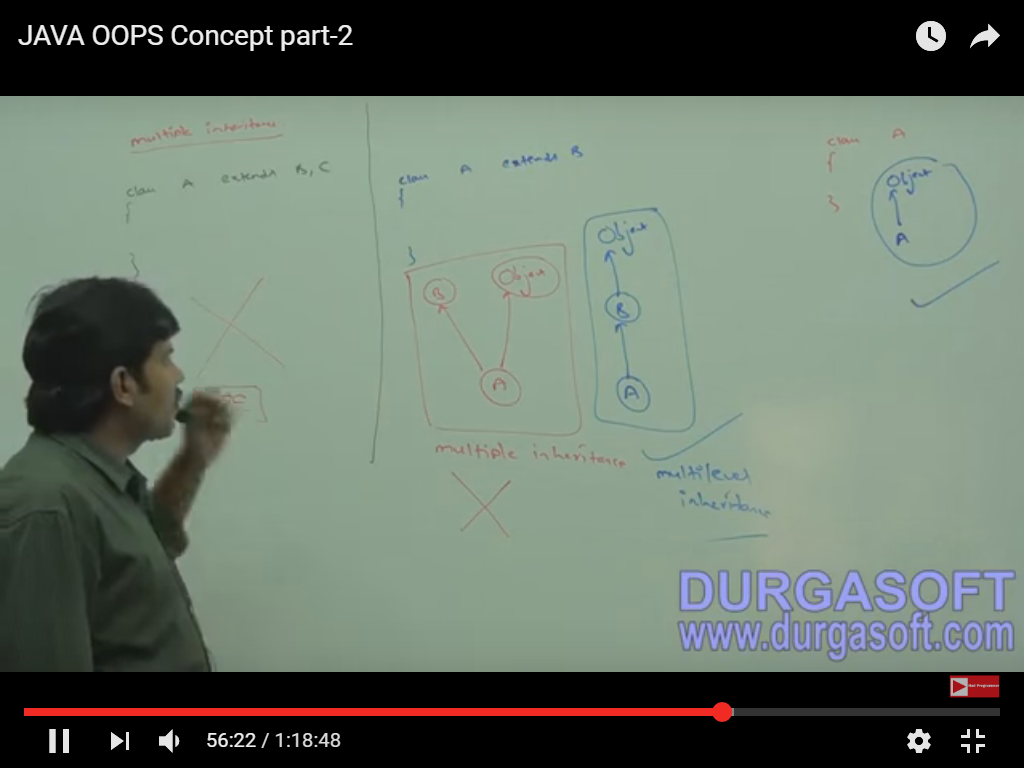 JAVA OOPS Concept part-2
multiple inheritance
class A extends B, C
{
}
class A extends B
{
}
B
Object
A
multiple inheritance
Object
B
A
multilevel
inheritance
class A
{
}
Object
A
DURGASOFT
www.durgasoft.com
56:22 / 1:18:48